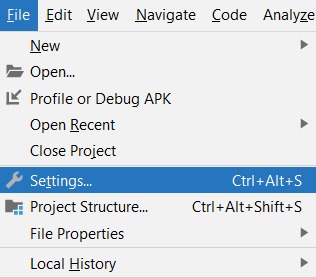 File Edit View Navigate Code Analyze
New
Open...
Profile or Debug APK
Open Recent
Close Project
Settings... Ctrl+Alt+S
Project Structure... Ctrl+Alt+Shift+S
File Properties
Local History